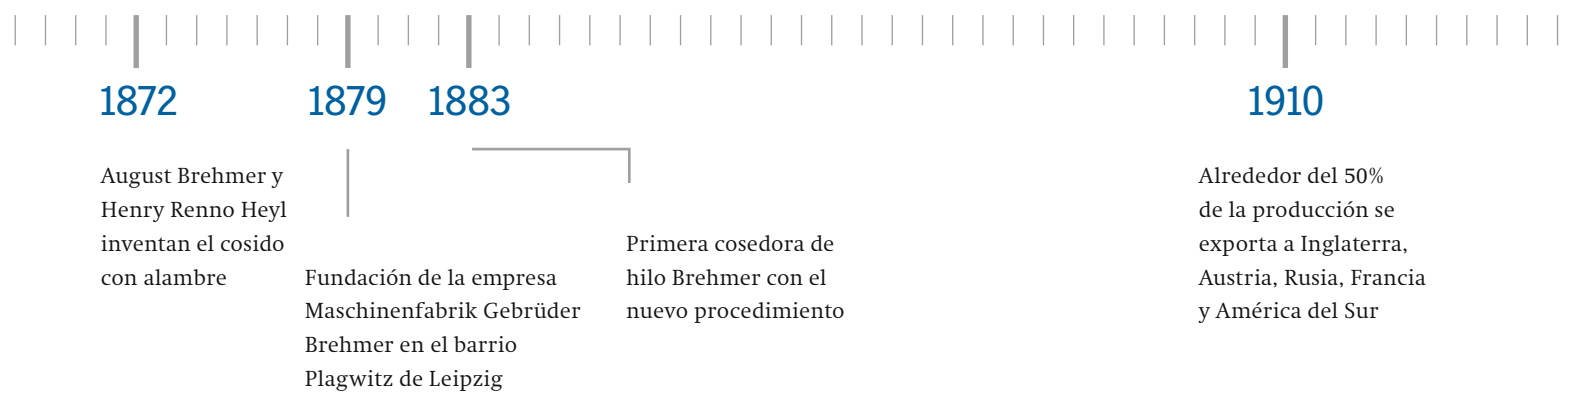 1872
August Brehmer y
Henry Renno Heyl
inventan el cosido
con alambre
1879
Fundación de la empresa
Maschinenfabrik Gebrüder
Brehmer en el barrio
Plagwitz de Leipzig
1883
Primera cosedora de
hilo Brehmer con el
nuevo procedimiento
1910
Alrededor del 50%
de la producción se
exporta a Inglaterra,
Austria, Rusia, Francia
y América del Sur